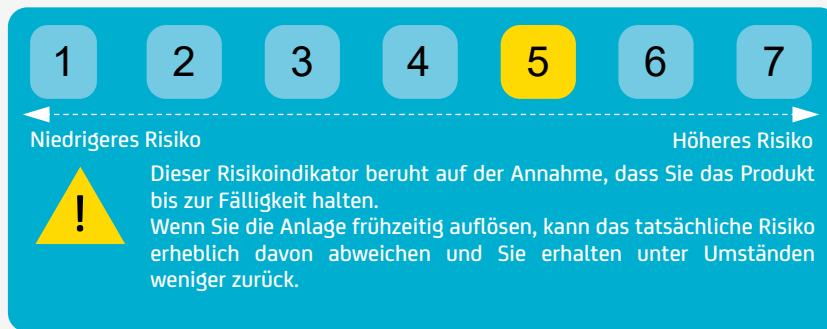 1 2 3 4 5 6 7
Niedrigeres Risiko Höheres Risiko
Dieser Risikoindikator beruht auf der Annahme, dass Sie das Produkt
bis zur Fälligkeit halten.
Wenn Sie die Anlage frühzeitig auflösen, kann das tatsächliche Risiko
erheblich davon abweichen und Sie erhalten unter Umständen
weniger zurück.
!